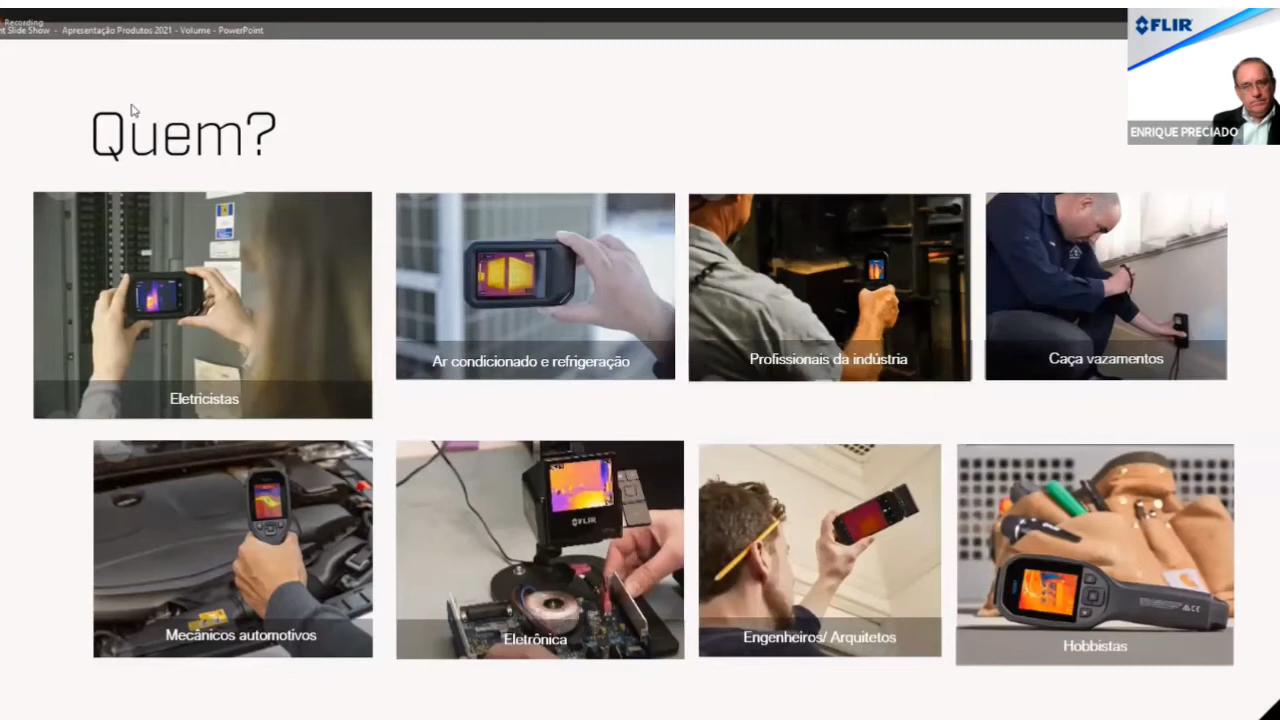 Recording
nt Slide Show - Apresentação Produtos 2021 - Volume - PowerPoint
FLIR
ENRIQUE PRECIADO
Quem?
Eletricistas
Ar condicionado e refrigeração
Profissionais da indústria
Caça vazamentos
Mecânicos automotivos
FLIR
Eletrônica
Engenheiros/ Arquitetos
Hobbistas